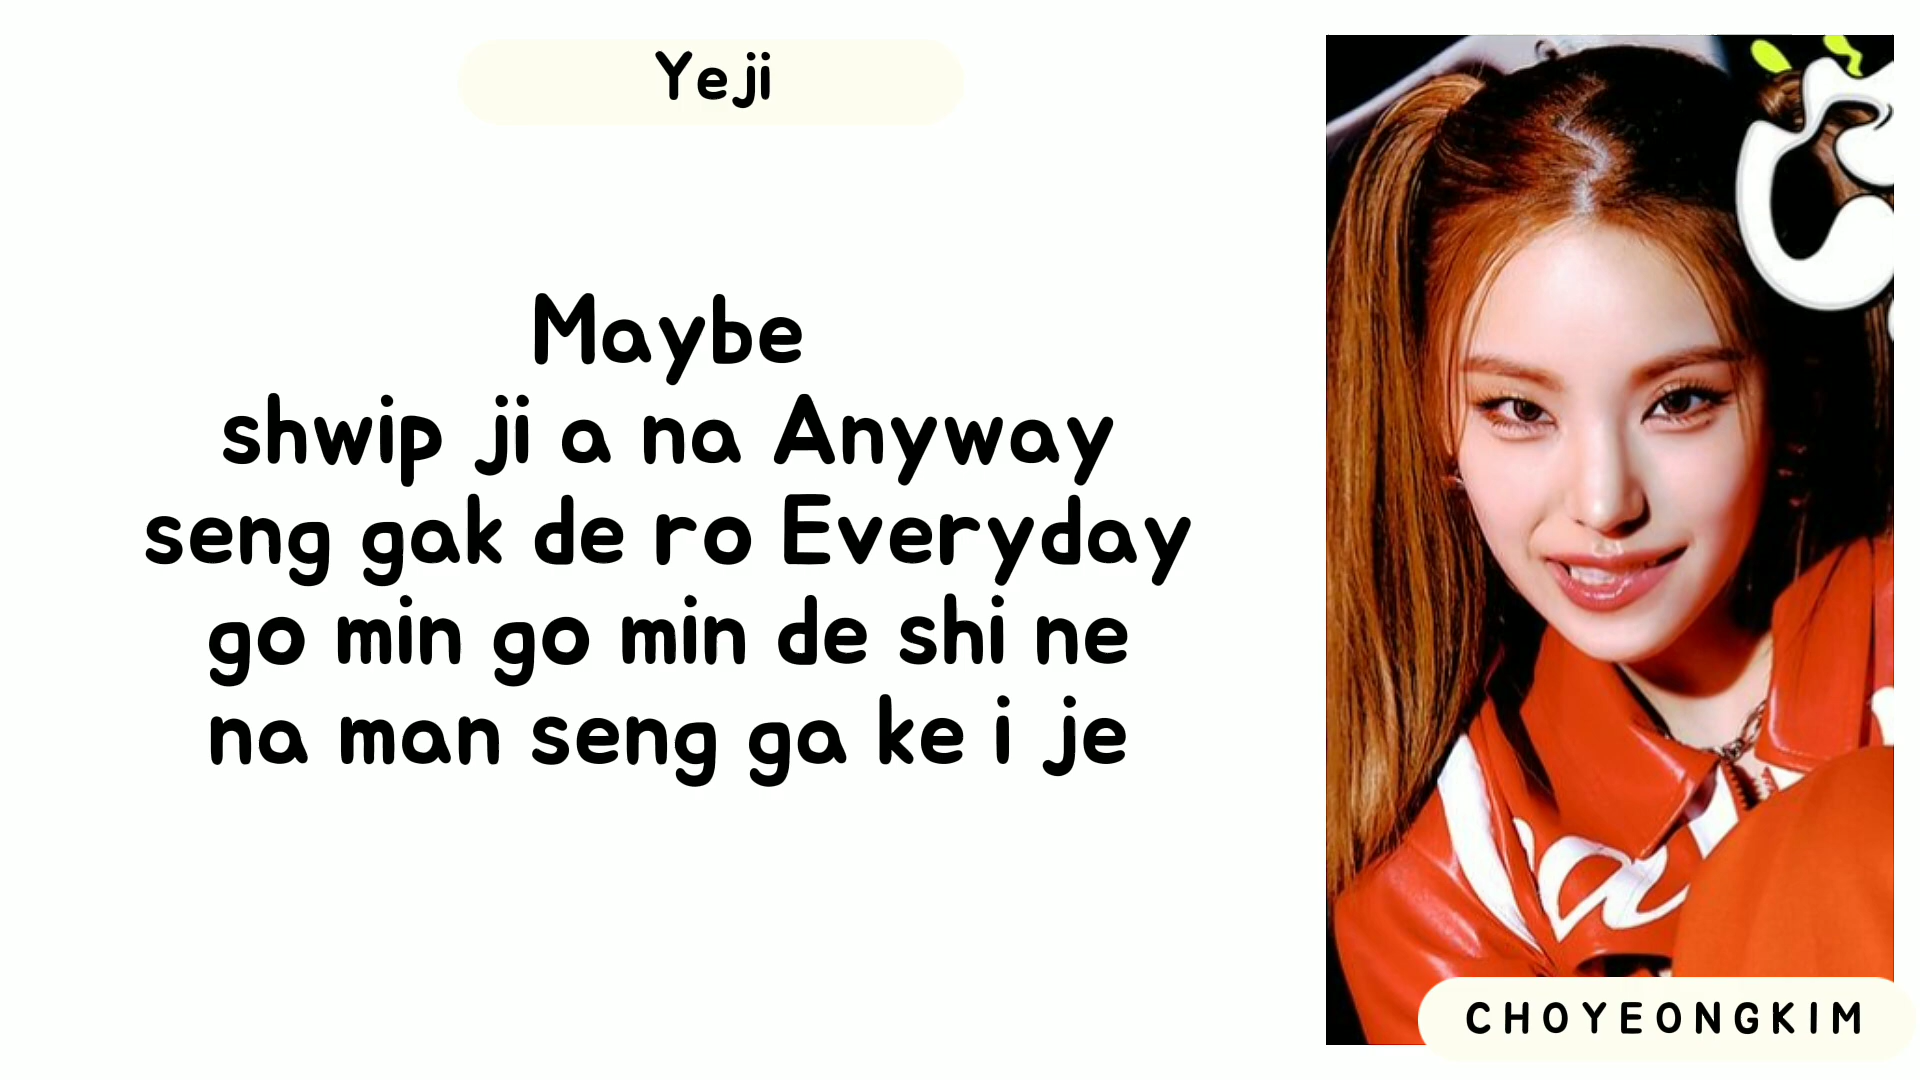 Yeji
Maybe
shwip ji a na Anyway
seng gak de ro Everyday
go min go min de shi ne
na man seng ga ke i je
CHOYEONGKIM